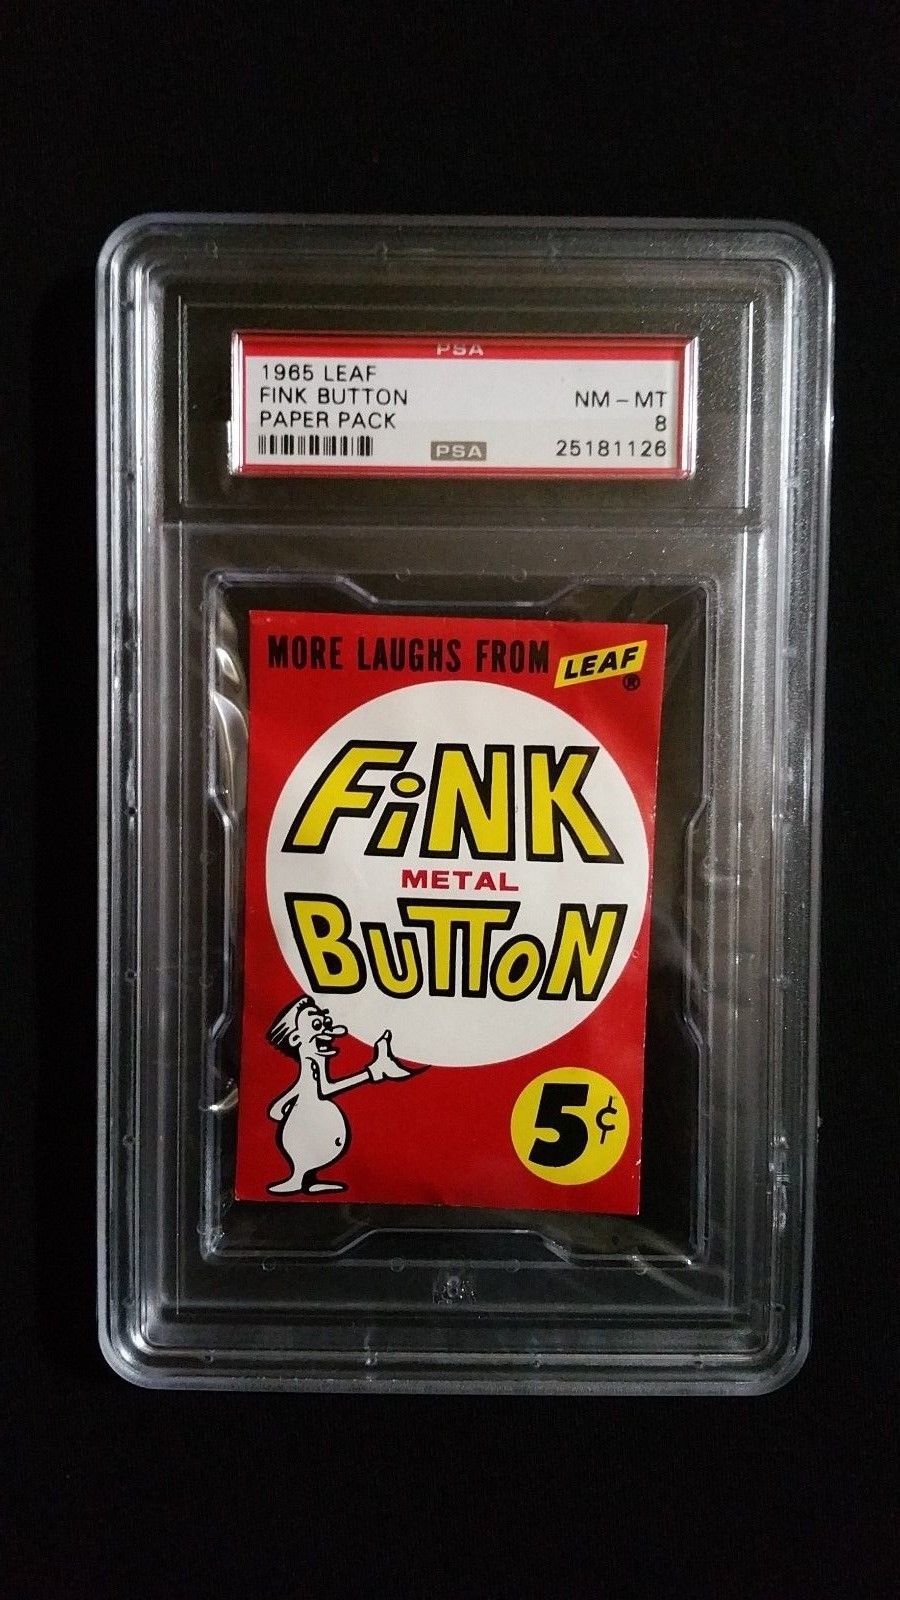 PSA
1965 LEAF
FINK BUTTON NM-MT
PAPER PACK 8
PSA 25181126
MORE LAUGHS FROM LEAF®
FiNK
METAL
BUTTON
5¢